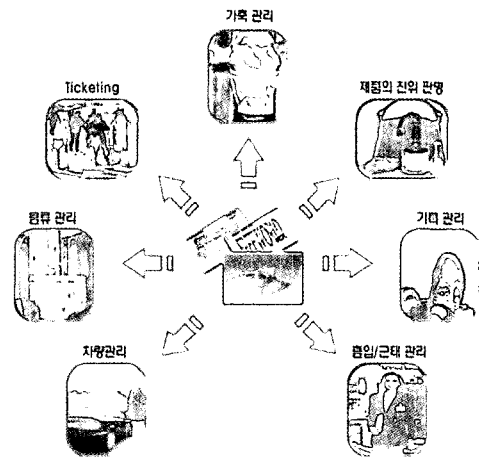 가축 관리
Ticketing
제품의 진위 판명
물류 관리
기타 관리
차량관리
출입/근태 관리